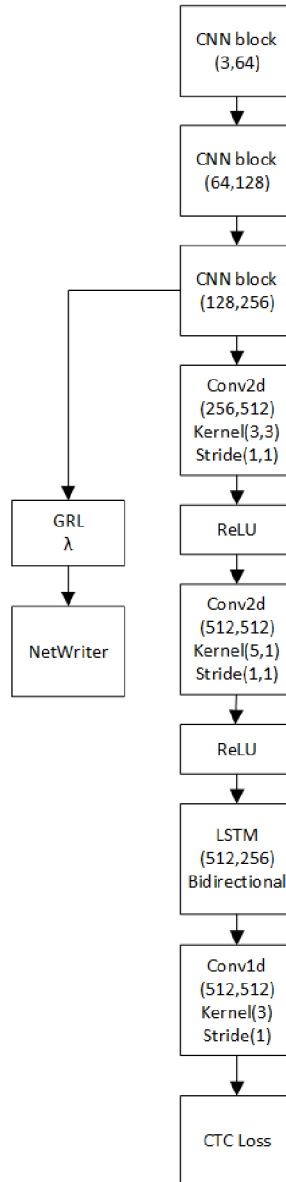 CNN block
(3,64)
CNN block
(64,128)
CNN block
(128,256)
Conv2d
(256,512)
Kernel(3,3)
Stride(1,1)
GRL
λ
ReLU
NetWriter
Conv2d
(512,512)
Kernel(5,1)
Stride(1,1)
ReLU
LSTM
(512,256)
Bidirectional
Conv1d
(512,512)
Kernel(3)
Stride(1)
CTC Loss